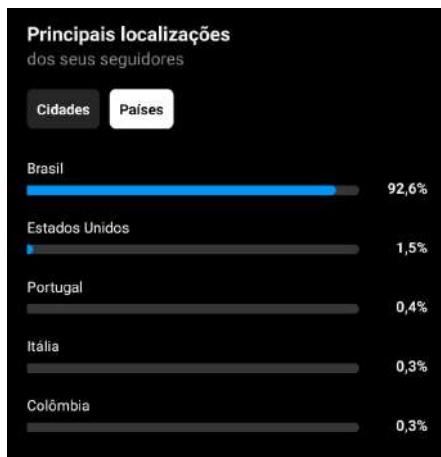 Principais localizações
dos seus seguidores
Cidades Países
Brasil
92,6%
Estados Unidos
1,5%
Portugal
0,4%
Itália
0,3%
Colômbia
0,3%